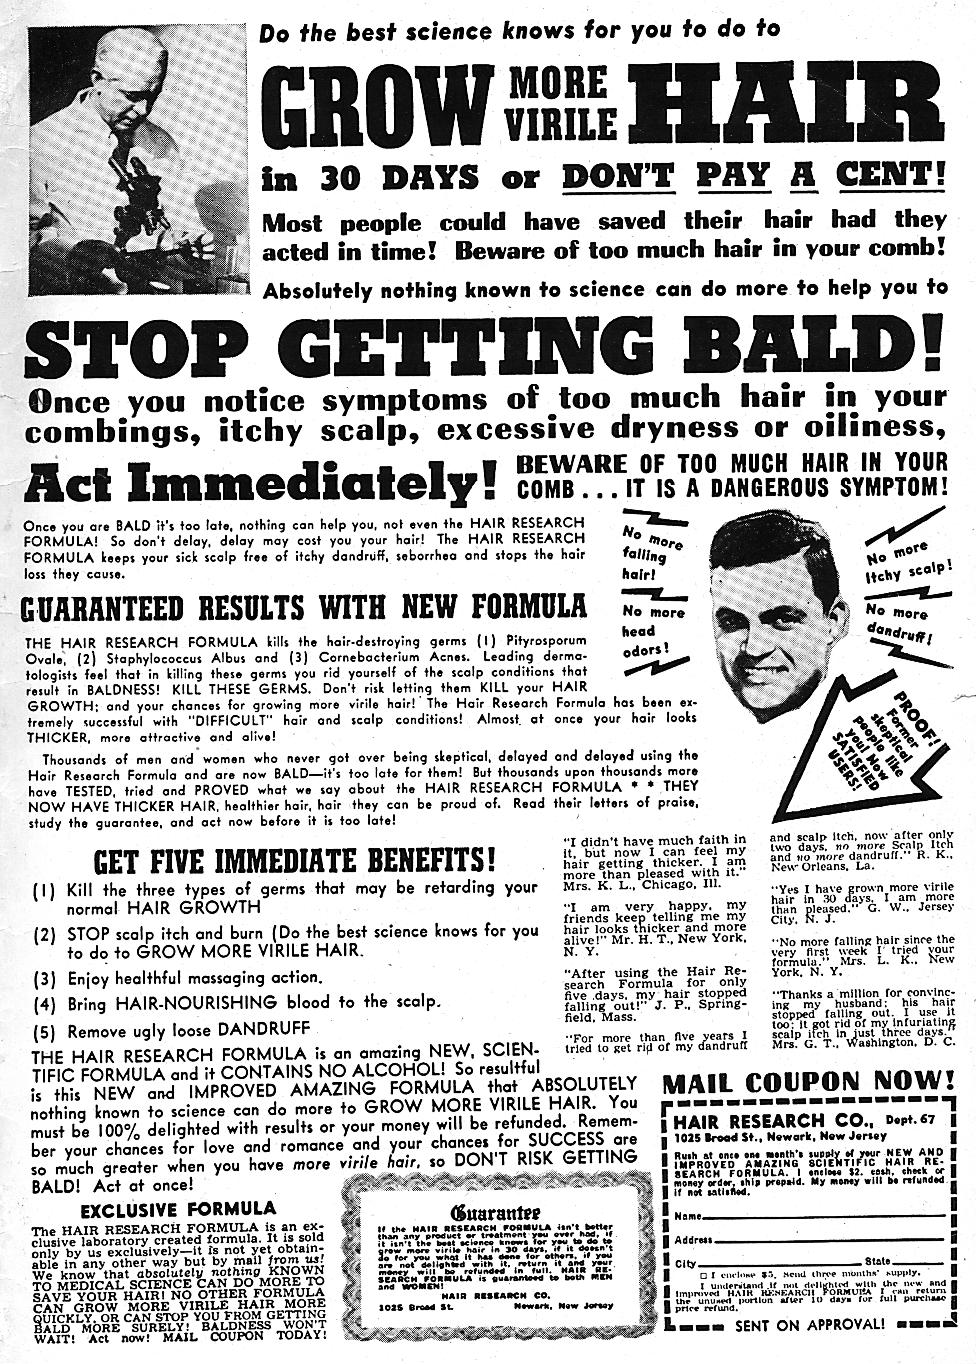 Do the best science knows for you to do to
GROW MORE VIRILE HAIR
in 30 DAYS or DON'T PAY A CENT!
Most people could have saved their hair had they
acted in time! Beware of too much hair in your comb!
Absolutely nothing known to science can do more to help you to
STOP GETTING BALD!
Once you notice symptoms of too much hair in your
combings, itchy scalp, excessive dryness or oiliness,
Act Immediately!
BEWARE OF TOO MUCH HAIR IN YOUR
COMB... IT IS A DANGEROUS SYMPTOM!
Once you are BALD it's too late, nothing can help you, not even the HAIR RESEARCH
FORMULA! So don't delay, delay may cost you your hair! The HAIR RESEARCH
FORMULA keeps your sick scalp free of itchy dandruff, seborrhea and stops the hair
loss they cause.
No more
falling
hair!
No more
head
odors!
No more
Itchy scalp!
No more
dandruff!
PROOF!
Former
skeptical
people like
you! Now
SATISFIED
USERS!
GUARANTEED RESULTS WITH NEW FORMULA
THE HAIR RESEARCH FORMULA kills the hair-destroying germs (1) Pityrosporum
Ovale, (2) Staphylococcus Albus and (3) Cornebacterium Acnes. Leading derma-
tologists feel that in killing these germs you rid yourself of the scalp conditions that
result in BALDNESS! KILL THESE GERMS. Don't risk letting them KILL your HAIR
GROWTH; and your chances for growing more virile hair! The Hair Research Formula has been ex-
tremely successful with "DIFFICULT" hair and scalp conditions! Almost at once your hair looks
THICKER, more attractive and alive!
Thousands of men and women who never got over being skeptical, delayed and delayed using the
Hair Research Formula and are now BALD—it's too late for them! But thousands upon thousands more
have TESTED, tried and PROVED what we say about the HAIR RESEARCH FORMULA * * THEY
NOW HAVE THICKER HAIR, healthier hair, hair they can be proud of. Read their letters of praise,
study the guarantee, and act now before it is too late!
GET FIVE IMMEDIATE BENEFITS!
(1) Kill the three types of germs that may be retarding your
normal HAIR GROWTH
(2) STOP scalp itch and burn (Do the best science knows for you
to do to GROW MORE VIRILE HAIR.
(3) Enjoy healthful massaging action.
(4) Bring HAIR-NOURISHING blood to the scalp.
(5) Remove ugly loose DANDRUFF
THE HAIR RESEARCH FORMULA is an amazing NEW, SCIEN-
TIFIC FORMULA and it CONTAINS NO ALCOHOL! So resultful
is this NEW and IMPROVED AMAZING FORMULA that ABSOLUTELY
nothing known to science can do more to GROW MORE VIRILE HAIR. You
must be 100% delighted with results or your money will be refunded. Remem-
ber your chances for love and romance and your chances for SUCCESS are
so much greater when you have more virile hair, so DON'T RISK GETTING
BALD! Act at once!
"I didn't have much faith in
it, but now I can feel my
hair getting thicker. I am
more than pleased with it."
Mrs. K. L., Chicago, Ill.
"I am very happy, my
friends keep telling me my
hair looks thicker and more
alive!" Mr. H. T., New York,
N. Y.
"After using the Hair Re-
search Formula for only
five days, my hair stopped
falling out!" J. P., Spring-
field, Mass.
"For more than five years I
tried to get rid of my dandruff
and scalp itch, now after only
two days, no more Scalp Itch
and no more dandruff." R. K.,
New Orleans, La.
"Yes I have grown more virile
hair in 30 days, I am more
than pleased." G. W., Jersey
City, N. J.
"No more falling hair since the
very first week I tried your
formula." Mrs. L. K., New
York, N. Y.
"Thanks a million for convinc-
ing my husband; his hair
stopped falling out. I use it
too; it got rid of my infuriating
scalp itch in just three days."
Mrs. G. T., Washington, D. C.
EXCLUSIVE FORMULA
The HAIR RESEARCH FORMULA is an ex-
clusive laboratory created formula. It is sold
only by us exclusively—it is not yet obtain-
able in any other way but by mail from us!
We know that absolutely nothing KNOWN
TO MEDICAL SCIENCE CAN DO MORE TO
SAVE YOUR HAIR! NO OTHER FORMULA
CAN GROW MORE VIRILE HAIR MORE
QUICKLY, OR CAN STOP YOU FROM GETTING
BALD MORE SURELY! BALDNESS WON'T
WAIT! Act now! MAIL COUPON TODAY!
Guarantee
If the HAIR RESEARCH FORMULA isn't better
than any product or treatment you ever had, if
it isn't the best science knows for you to do to
grow more virile hair in 30 days, if it doesn't
do for you what it has done for others, if you
are not delighted with it, return it and your
money will be refunded in full. HAIR RE-
SEARCH FORMULA is guaranteed to both MEN
and WOMEN!
HAIR RESEARCH CO.
1025 Broad St. Newark, New Jersey
MAIL COUPON NOW!
HAIR RESEARCH CO., Dept. 67
1025 Broad St., Newark, New Jersey
Rush at once one month's supply of your NEW AND
IMPROVED AMAZING SCIENTIFIC HAIR RE-
SEARCH FORMULA. I enclose $2. cash, check or
money order, ship prepaid. My money will be refunded
if not satisfied.
Name
Address
City State
□ I enclose $5. Send three months' supply.
I understand if not delighted with the new and
improved HAIR RESEARCH FORMULA I can return
the unused portion after 10 days for full purchase
price refund.
SENT ON APPROVAL!